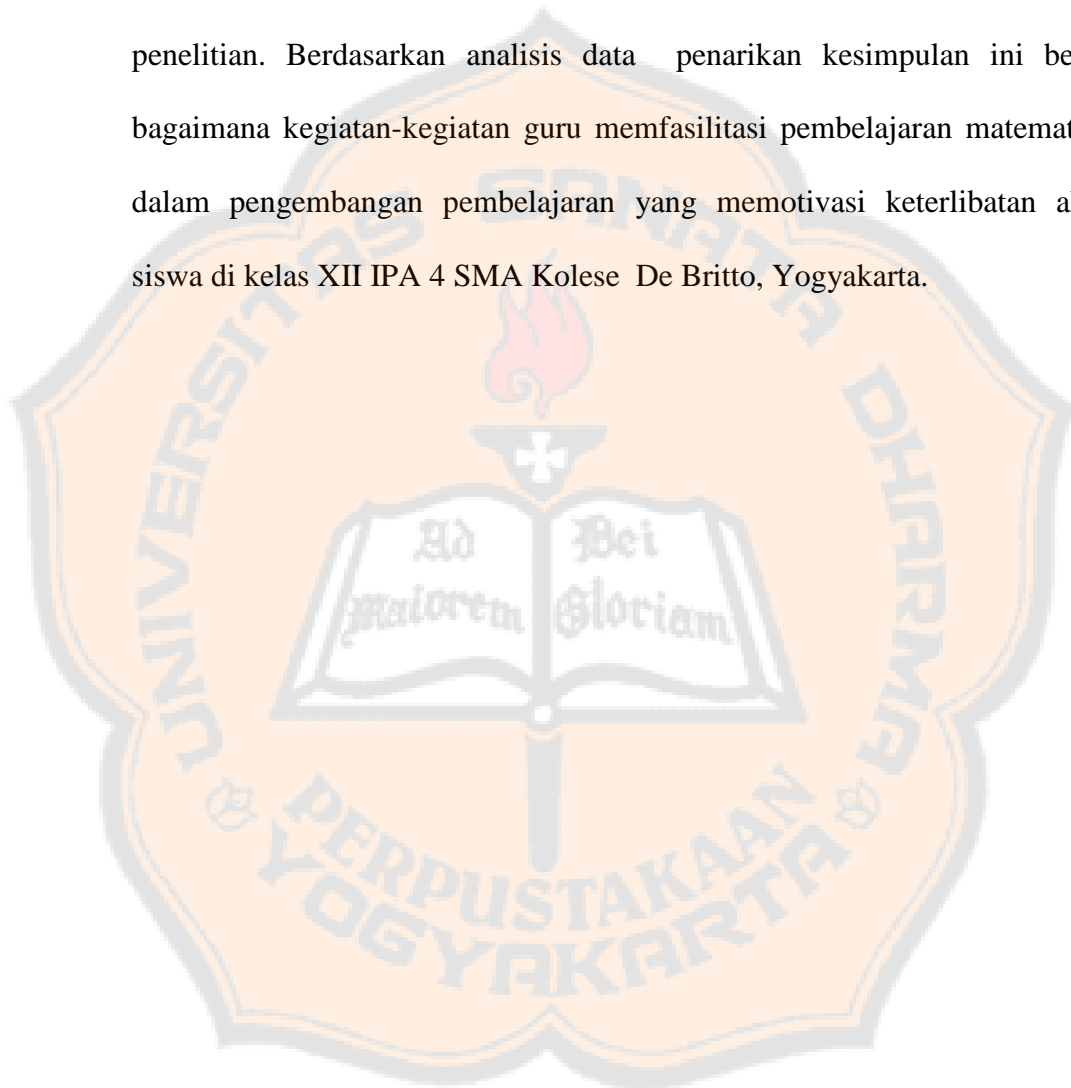 penelitian. Berdasarkan analisis data penarikan kesimpulan ini
bagaimana kegiatan-kegiatan guru memfasilitasi pembelajaran
dalam pengembangan pembelajaran yang memotivasi keterlibatan
siswa di kelas XII IPA 4 SMA Kolese De Britto, Yogyakarta.
UNIVERSITAS SANATA DHARMA
Ad Dei
Maiorem Gloriam
PERPUSTAKAAN
YOGYAKARTA